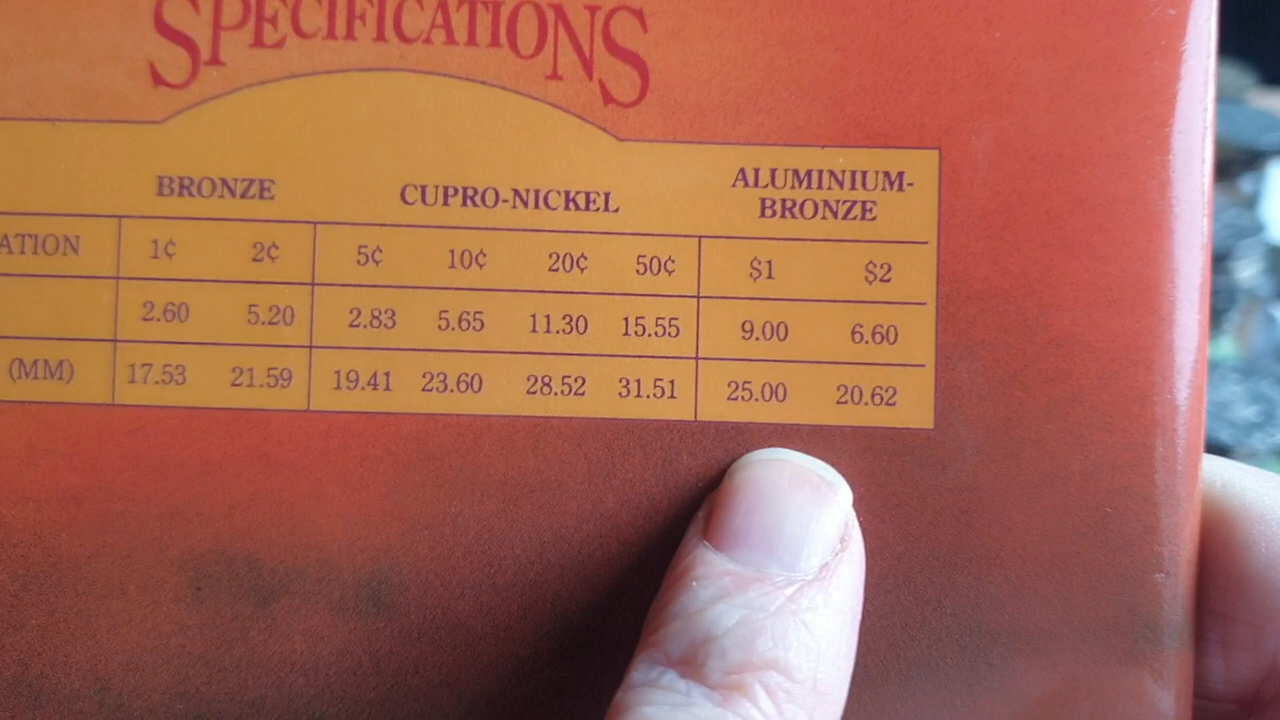 SPECIFICATIONS
BRONZE CUPRO-NICKEL ALUMINIUM-
BRONZE
ATION 1¢ 2¢ 5¢ 10¢ 20¢ 50¢ $1 $2
2.60 5.20 2.83 5.65 11.30 15.55 9.00 6.60
(MM) 17.53 21.59 19.41 23.60 28.52 31.51 25.00 20.62